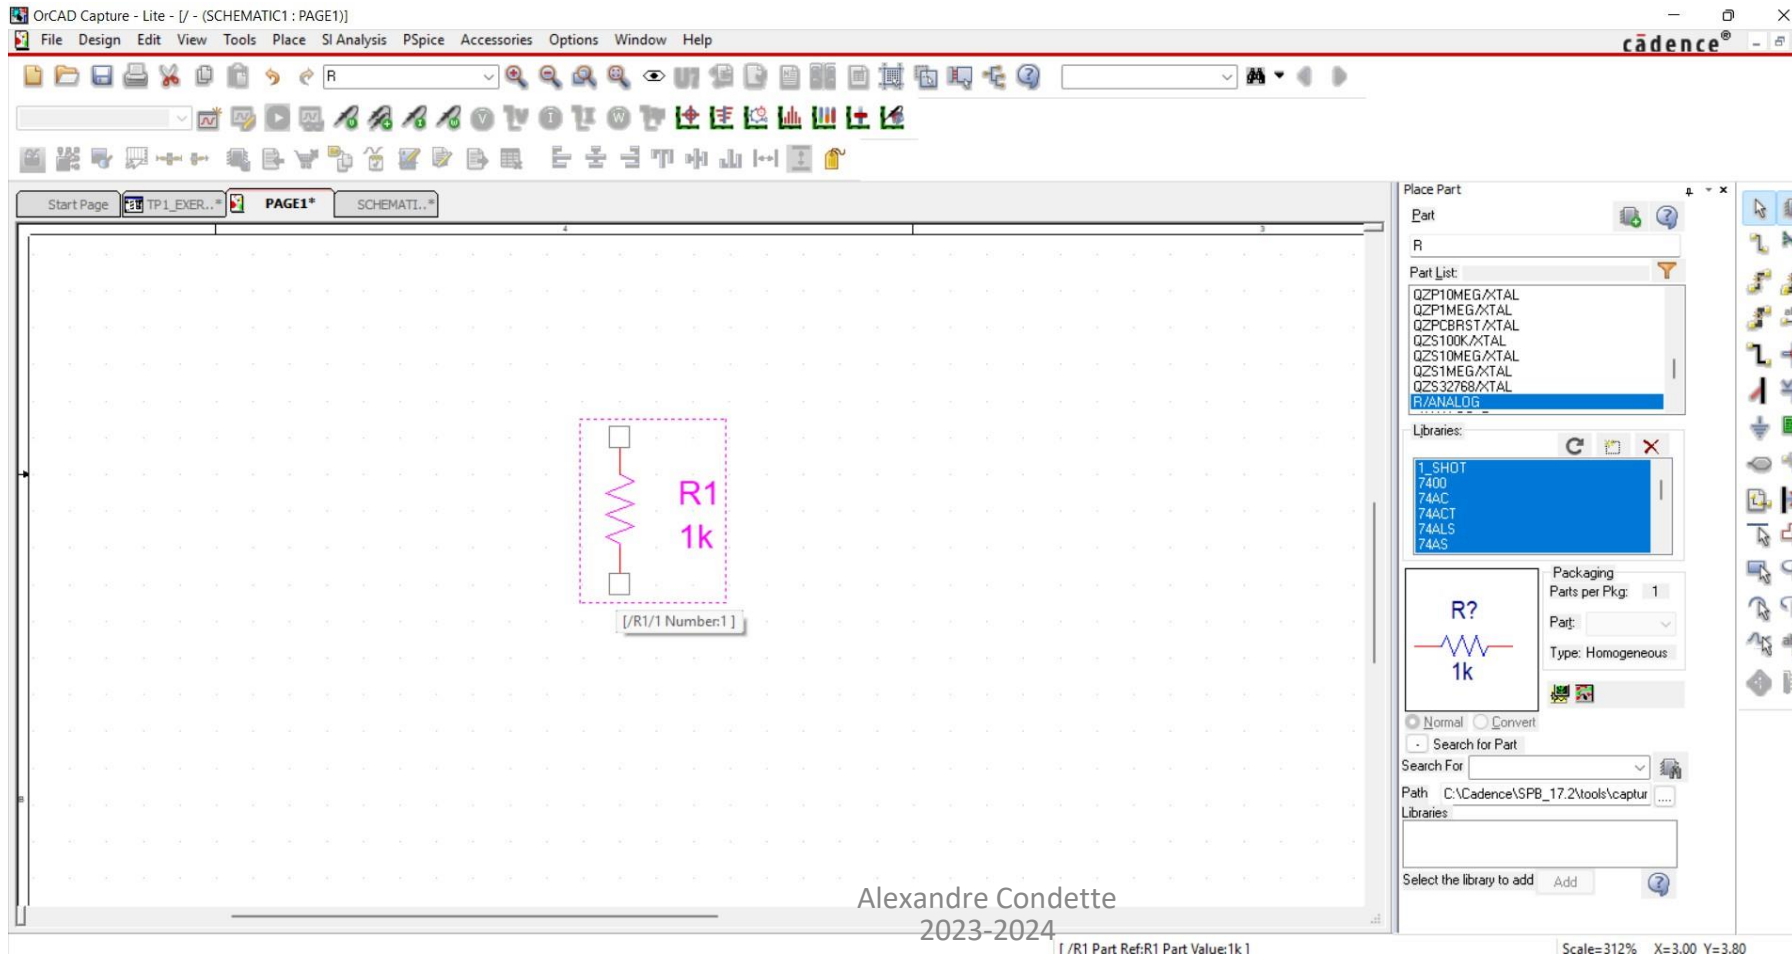 OrCAD Capture - Lite - [/ - (SCHEMATIC1 : PAGE1)]
File Design Edit View Tools Place SI Analysis PSpice Accessories Options Window Help
cādence®
R
Start Page TP1_EXER..* PAGE1* SCHEMATI..*
4 3
R1
1k
[/R1/1 Number:1 ]
B
Place Part
Part
R
Part List:
QZP10MEG/XTAL
QZP1MEG/XTAL
QZPCBRST/XTAL
QZS100K/XTAL
QZS10MEG/XTAL
QZS1MEG/XTAL
QZS32768/XTAL
R/ANALOG
Libraries:
1_SHOT
7400
74AC
74ACT
74ALS
74AS
R?
1k
Packaging
Parts per Pkg: 1
Part:
Type: Homogeneous
Normal Convert
Search for Part
Search For
Path C:\Cadence\SPB_17.2\tools\captur ....
Libraries
Select the library to add Add
Alexandre Condette
2023-2024
[ /R1 Part Ref:R1 Part Value:1k ]
Scale=312% X=3.00 Y=3.80